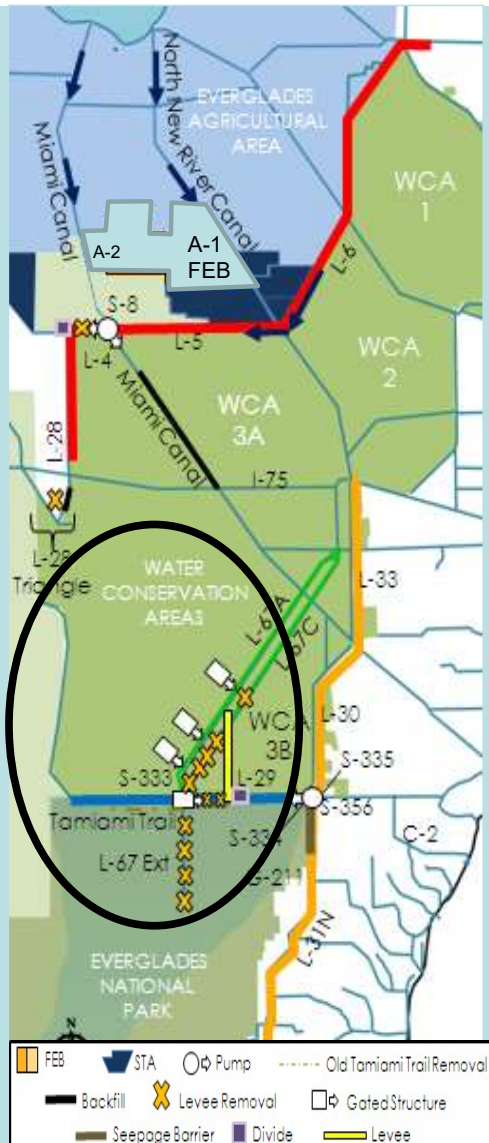 North New River Canal
EVERGLADES
AGRICULTURAL
AREA
Miami Canal
WCA
1
A-2
A-1
FEB
L-6
S-8
L-4
L-5
WCA
2
Miami Canal
WCA
3A
L-28
I-75
L-28
Triangle
WATER
CONSERVATION
AREAS
L-67A
L-67C
L-33
L-30
WCA
3B
S-333
L-29
S-335
S-356
Tamiami Trail
S-334
C-2
L-67 Ext
G-211
L-31N
EVERGLADES
NATIONAL
PARK
N
FEB STA Pump Old Tamiami Trail Removal
Backfill Levee Removal Gated Structure
Seepage Barrier Divide Levee